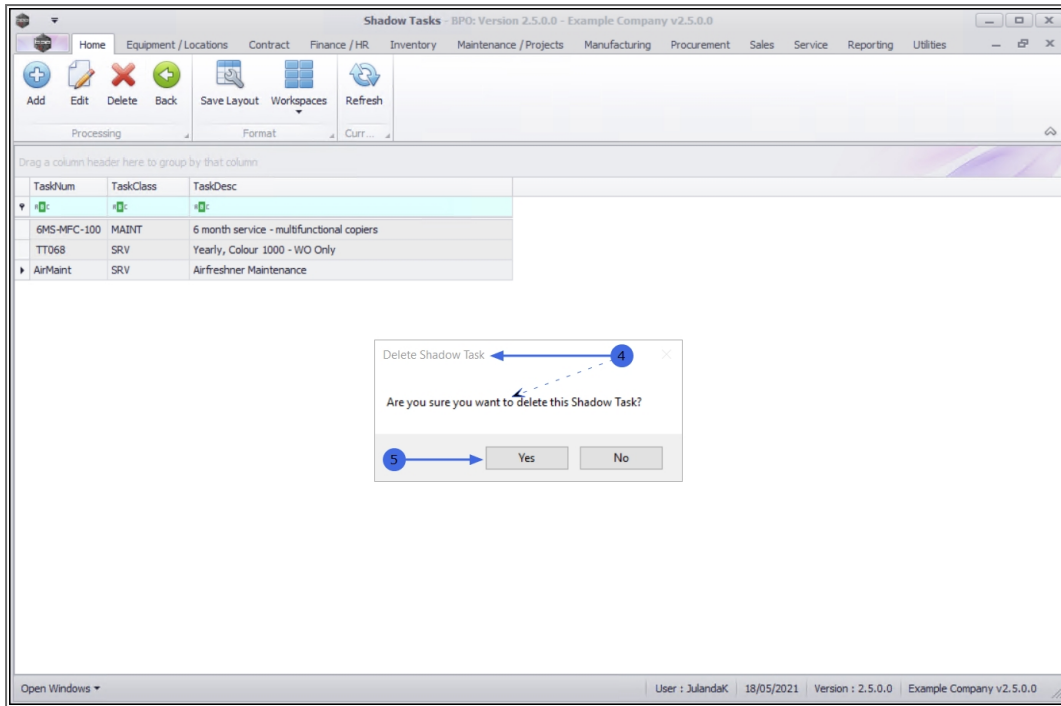 Shadow Tasks - BPO: Version 2.5.0.0 - Example Company v2.5.0.0
Home Equipment / Locations Contract Finance / HR Inventory Maintenance / Projects Manufacturing Procurement Sales Service Reporting Utilities
Add Edit Delete Back Save Layout Workspaces Refresh
Processing Format Curr...
Drag a column header here to group by that column
TaskNum TaskClass TaskDesc
6MS-MFC-100 MAINT 6 month service - multifunctional copiers
TT068 SRV Yearly, Colour 1000 - WO Only
AirMaint SRV Airfreshner Maintenance
Delete Shadow Task 4
Are you sure you want to delete this Shadow Task?
5 Yes No
Open Windows User : JulandaK 18/05/2021 Version : 2.5.0.0 Example Company v2.5.0.0